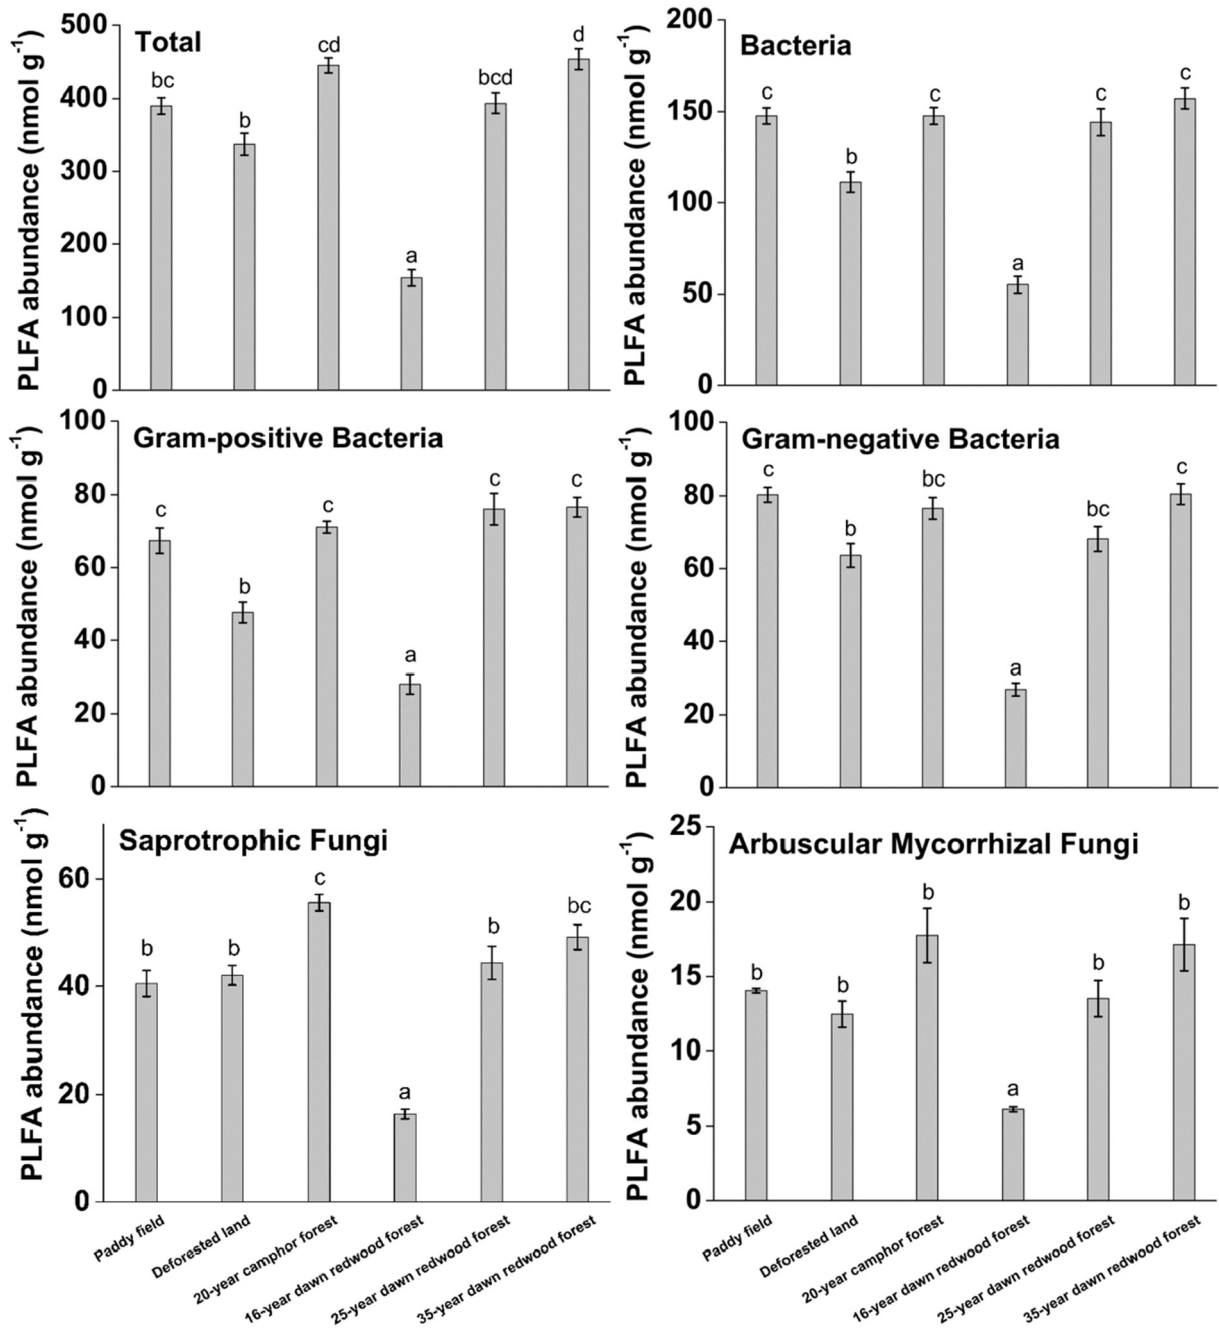 Total
PLFA abundance (nmol g⁻¹)
500
400
300
200
100
0
bc
b
cd
a
bcd
d
Bacteria
PLFA abundance (nmol g⁻¹)
200
150
100
50
0
c
b
c
a
c
c
Gram-positive Bacteria
PLFA abundance (nmol g⁻¹)
100
80
60
40
20
0
c
b
c
a
c
c
Gram-negative Bacteria
PLFA abundance (nmol g⁻¹)
100
80
60
40
20
0
c
b
bc
a
bc
c
Saprotrophic Fungi
PLFA abundance (nmol g⁻¹)
60
40
20
0
b
b
c
a
b
bc
Paddy field
Deforested land
20-year camphor forest
16-year dawn redwood forest
25-year dawn redwood forest
35-year dawn redwood forest
Arbuscular Mycorrhizal Fungi
PLFA abundance (nmol g⁻¹)
25
20
15
10
5
0
b
b
b
a
b
b
Paddy field
Deforested land
20-year camphor forest
16-year dawn redwood forest
25-year dawn redwood forest
35-year dawn redwood forest